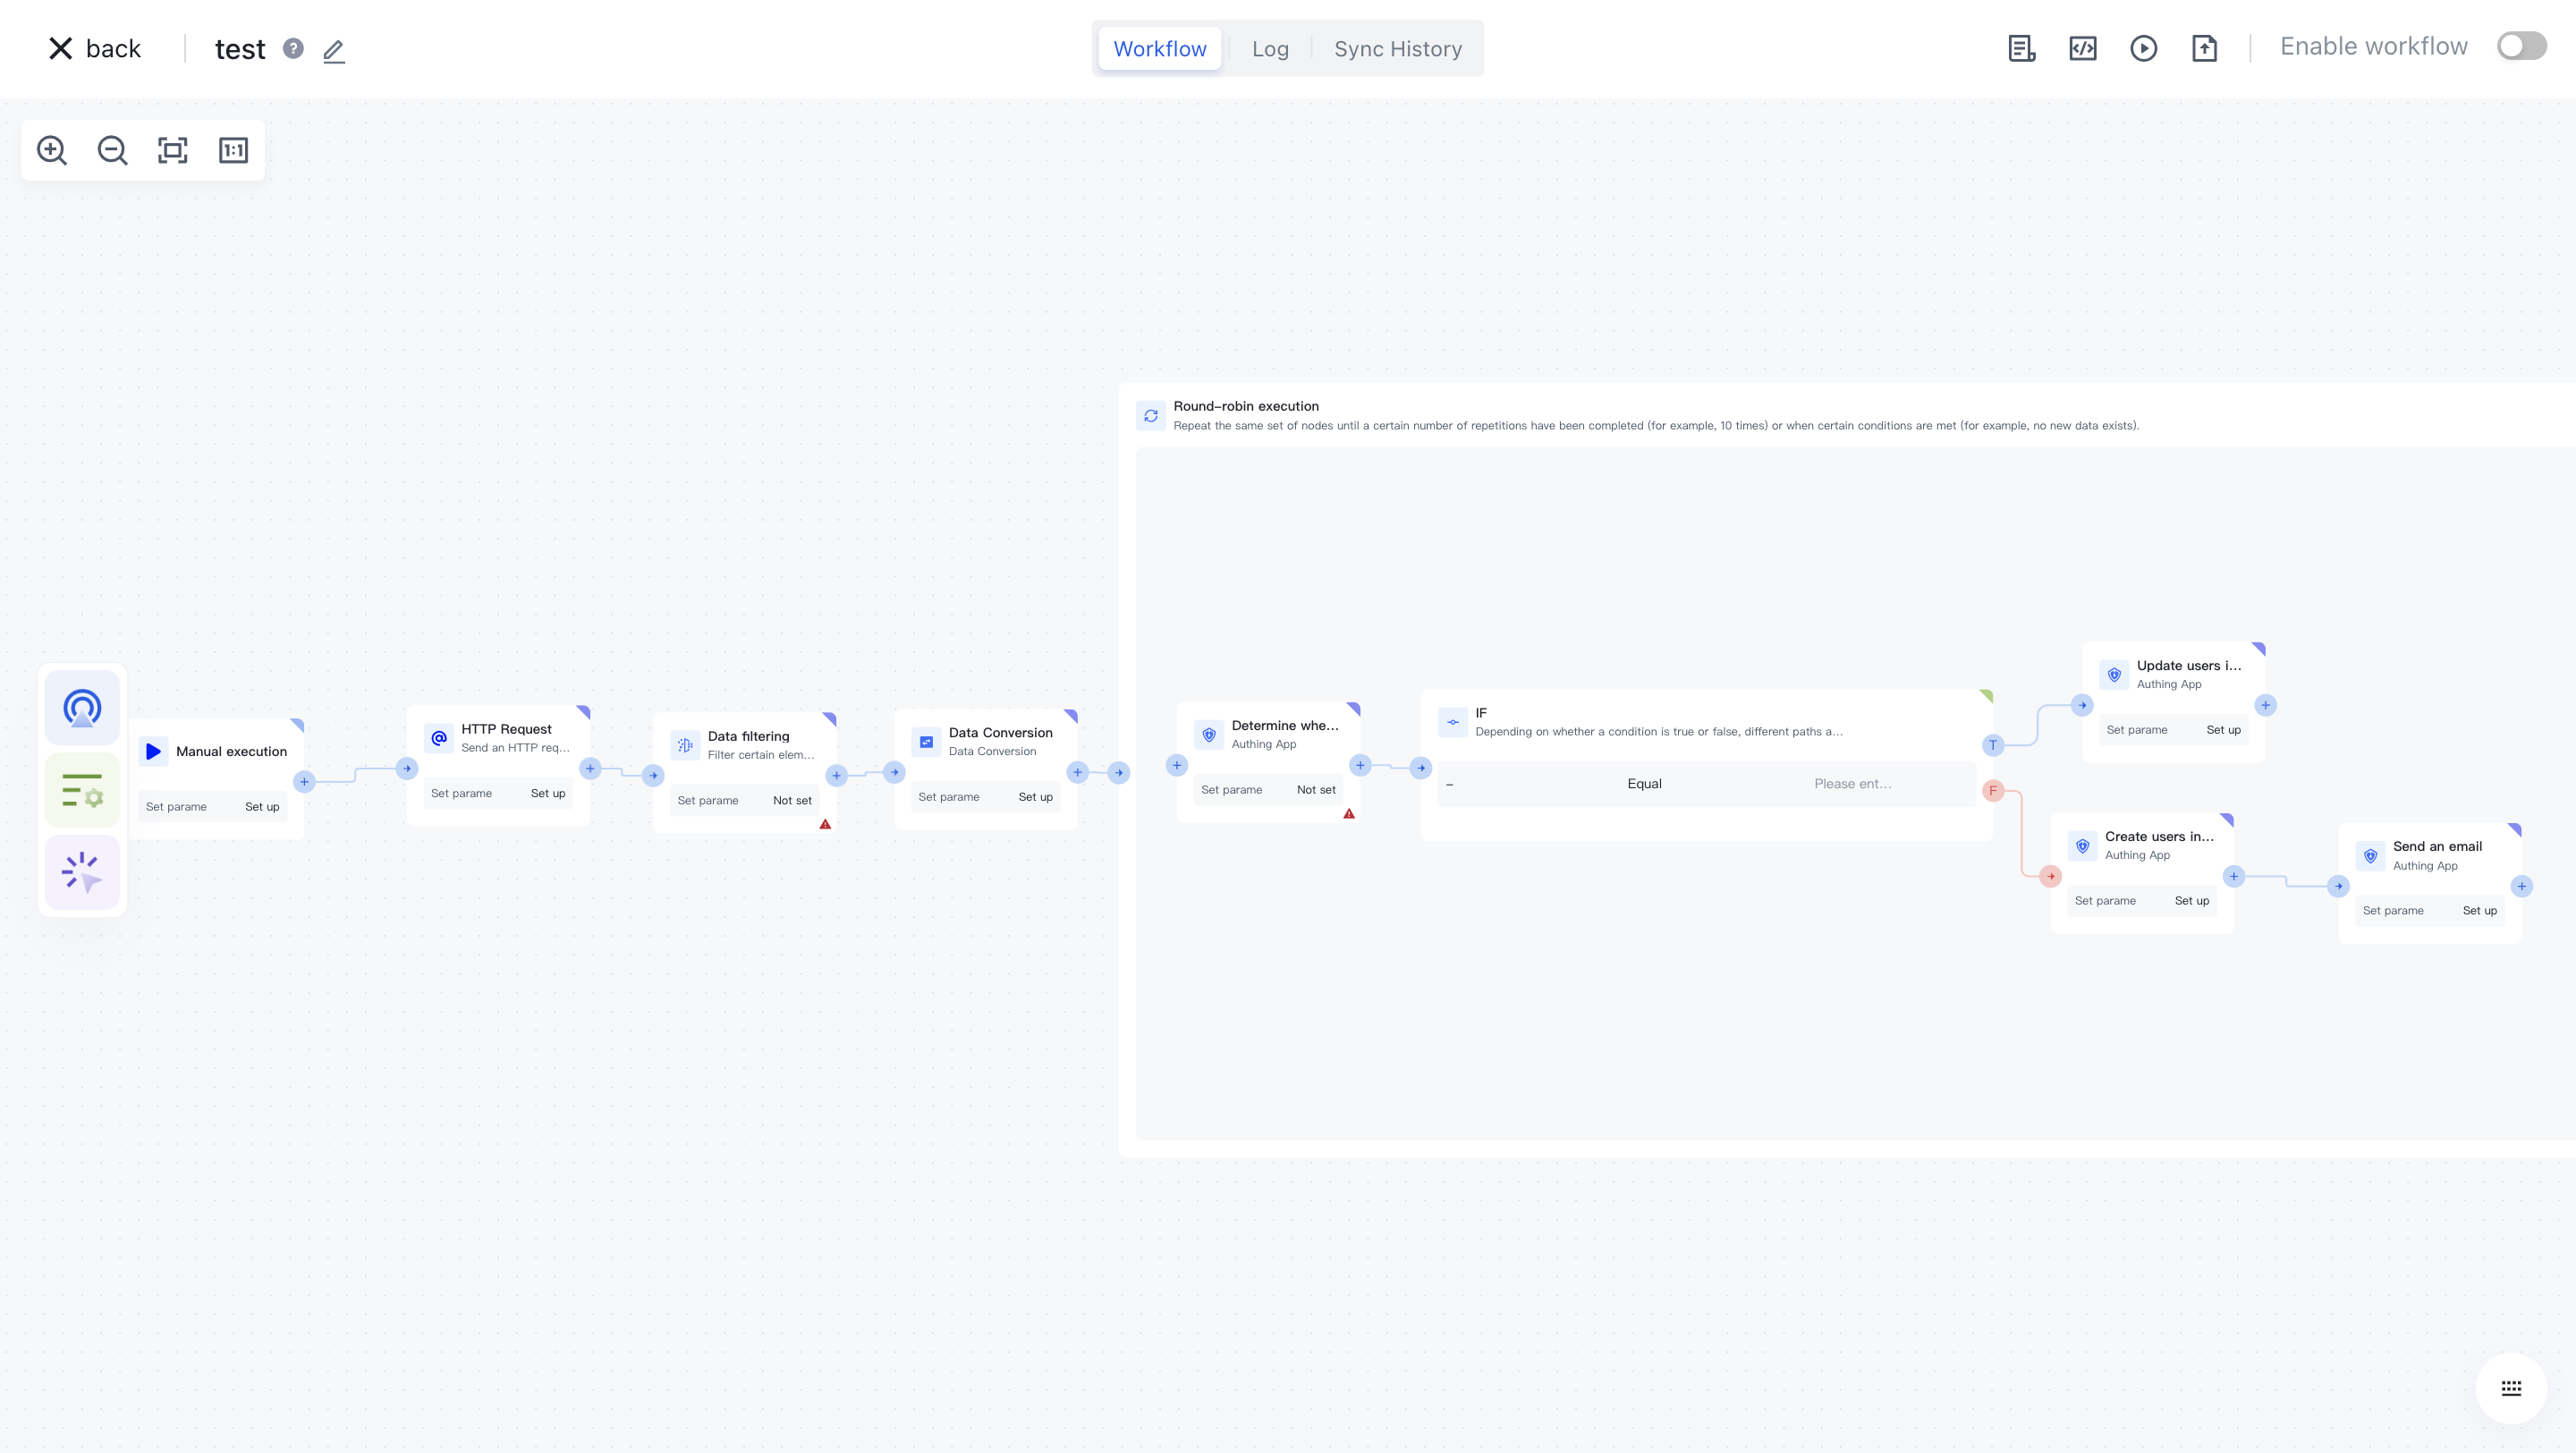 back
test
?
Workflow
Log
Sync History
Enable workflow
1:1
Round-robin execution
Repeat the same set of nodes until a certain number of repetitions have been completed (for example, 10 times) or when certain conditions are met (for example, no new data exists).
Manual execution
Set parame Set up
HTTP Request
Send an HTTP req...
Set parame Set up
Data filtering
Filter certain elem...
Set parame Not set
Data Conversion
Data Conversion
Set parame Set up
Determine whe...
Authing App
Set parame Not set
IF
Depending on whether a condition is true or false, different paths a...
– Equal Please ent...
T
F
Update users i...
Authing App
Set parame Set up
Create users in...
Authing App
Set parame Set up
Send an email
Authing App
Set parame Set up